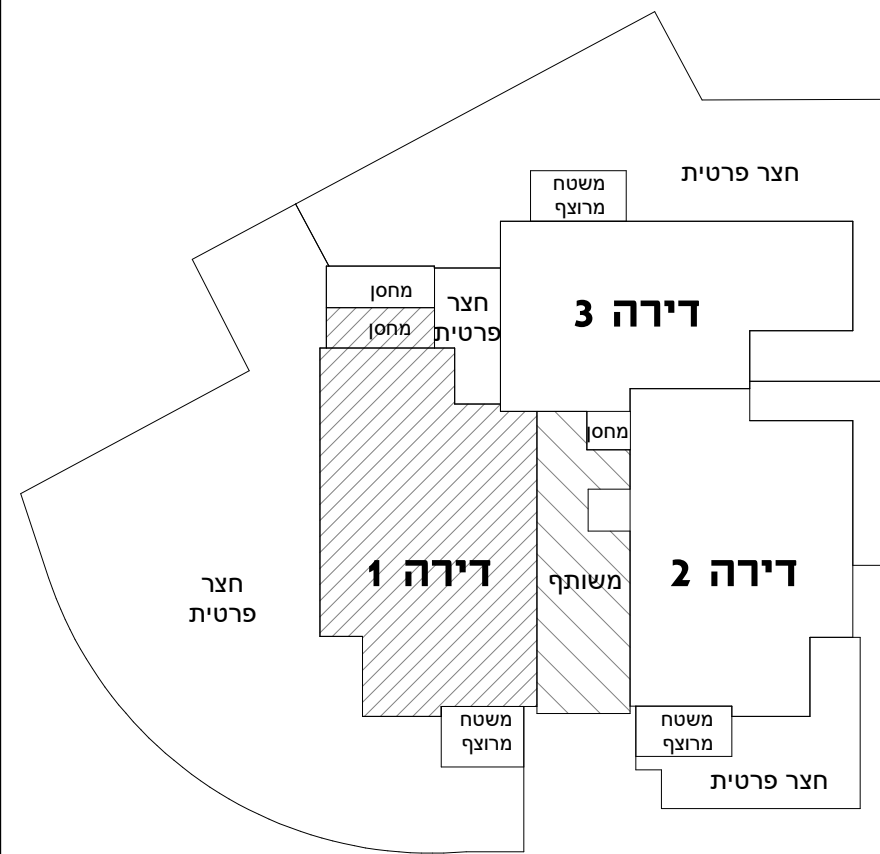 חצר פרטית
משטח
מרוצף
מחסן
חצר
פרטית
דירה 3
מחסן
מחסן
דירה 1
משותף
דירה 2
חצר
פרטית
משטח
מרוצף
משטח
מרוצף
חצר פרטית